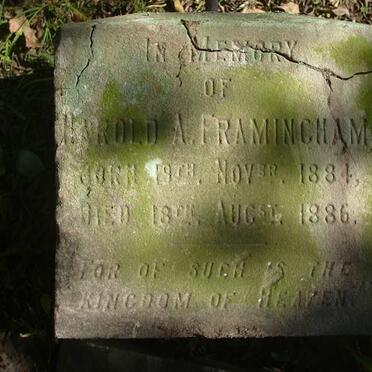 IN MEMORY
OF
HAROLD A. FRAMINGHAM,
BORN 19TH. NOVBR. 1884,
DIED 18TH. AUGST. 1886.
FOR OF SUCH IS THE
KINGDOM OF HEAVEN.